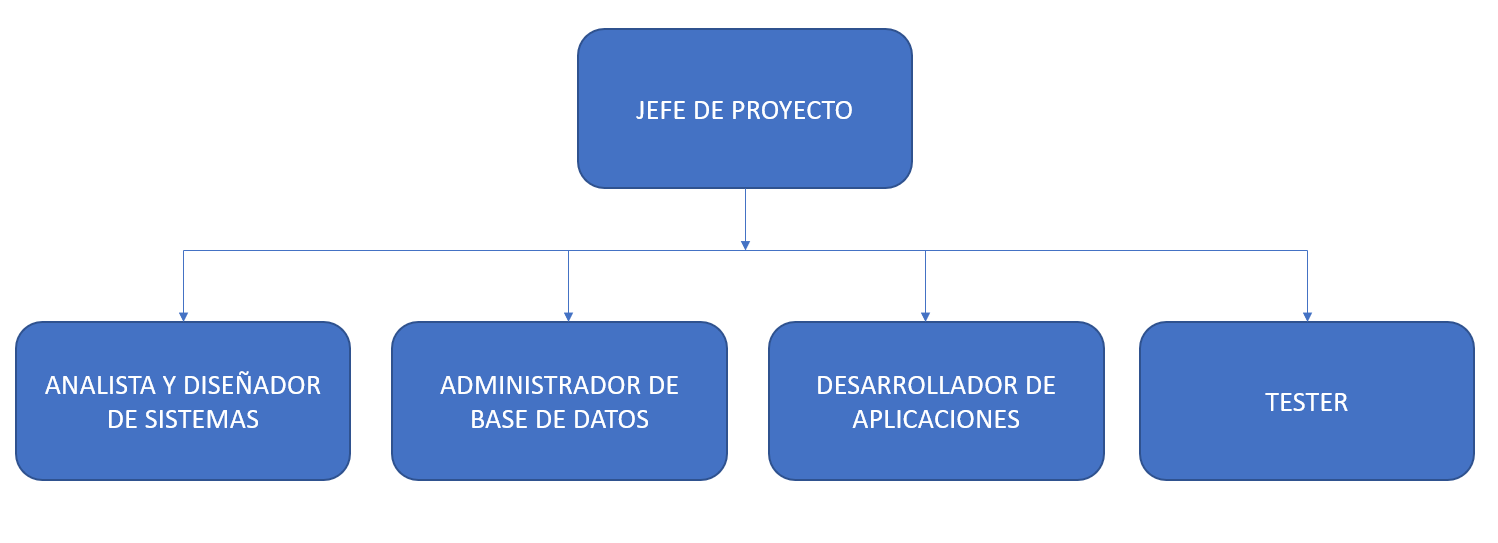 JEFE DE PROYECTO
ANALISTA Y DISEÑADOR
DE SISTEMAS
ADMINISTRADOR DE
BASE DE DATOS
DESARROLLADOR DE
APLICACIONES
TESTER